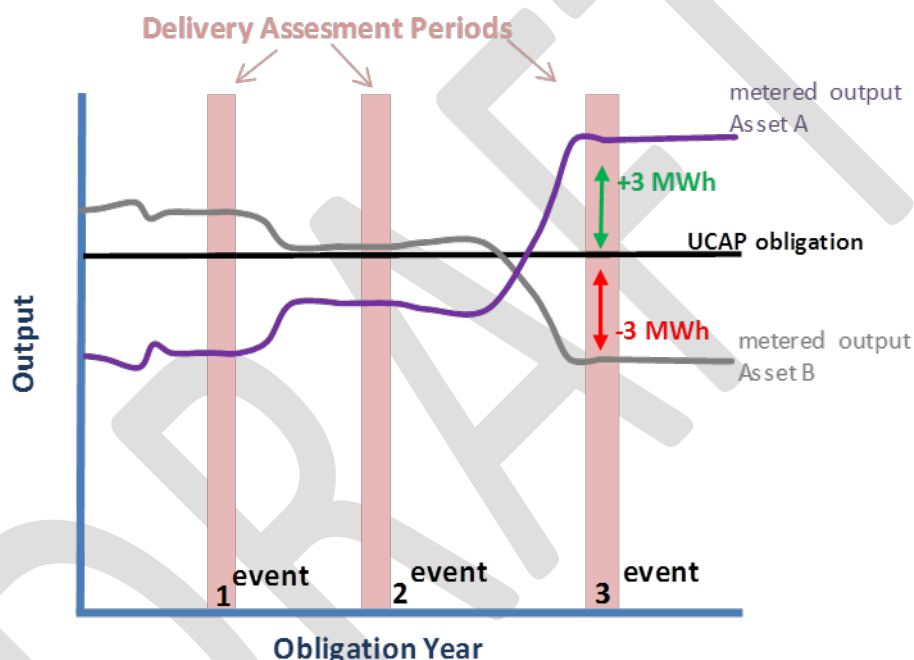 Delivery Assesment Periods
metered output
Asset A
+3 MWh
UCAP obligation
-3 MWh
metered output
Asset B
Output
1 event
2 event
3 event
Obligation Year
DRAFT